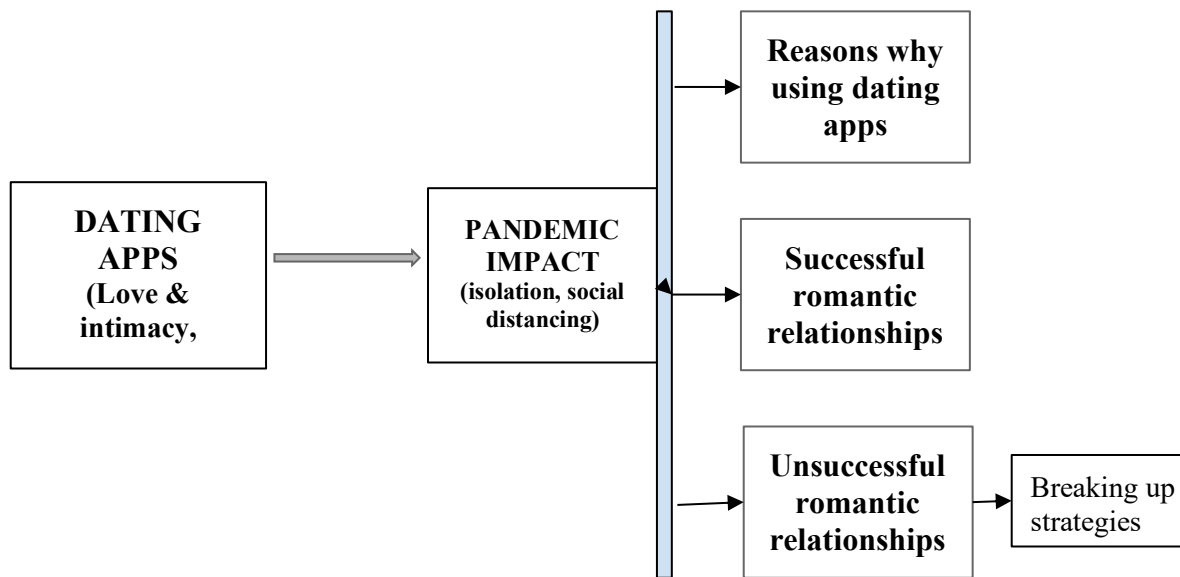 DATING
APPS
(Love &
intimacy,
PANDEMIC
IMPACT
(isolation, social
distancing)
Reasons why
using dating
apps
Successful
romantic
relationships
Unsuccessful
romantic
relationships
Breaking up
strategies